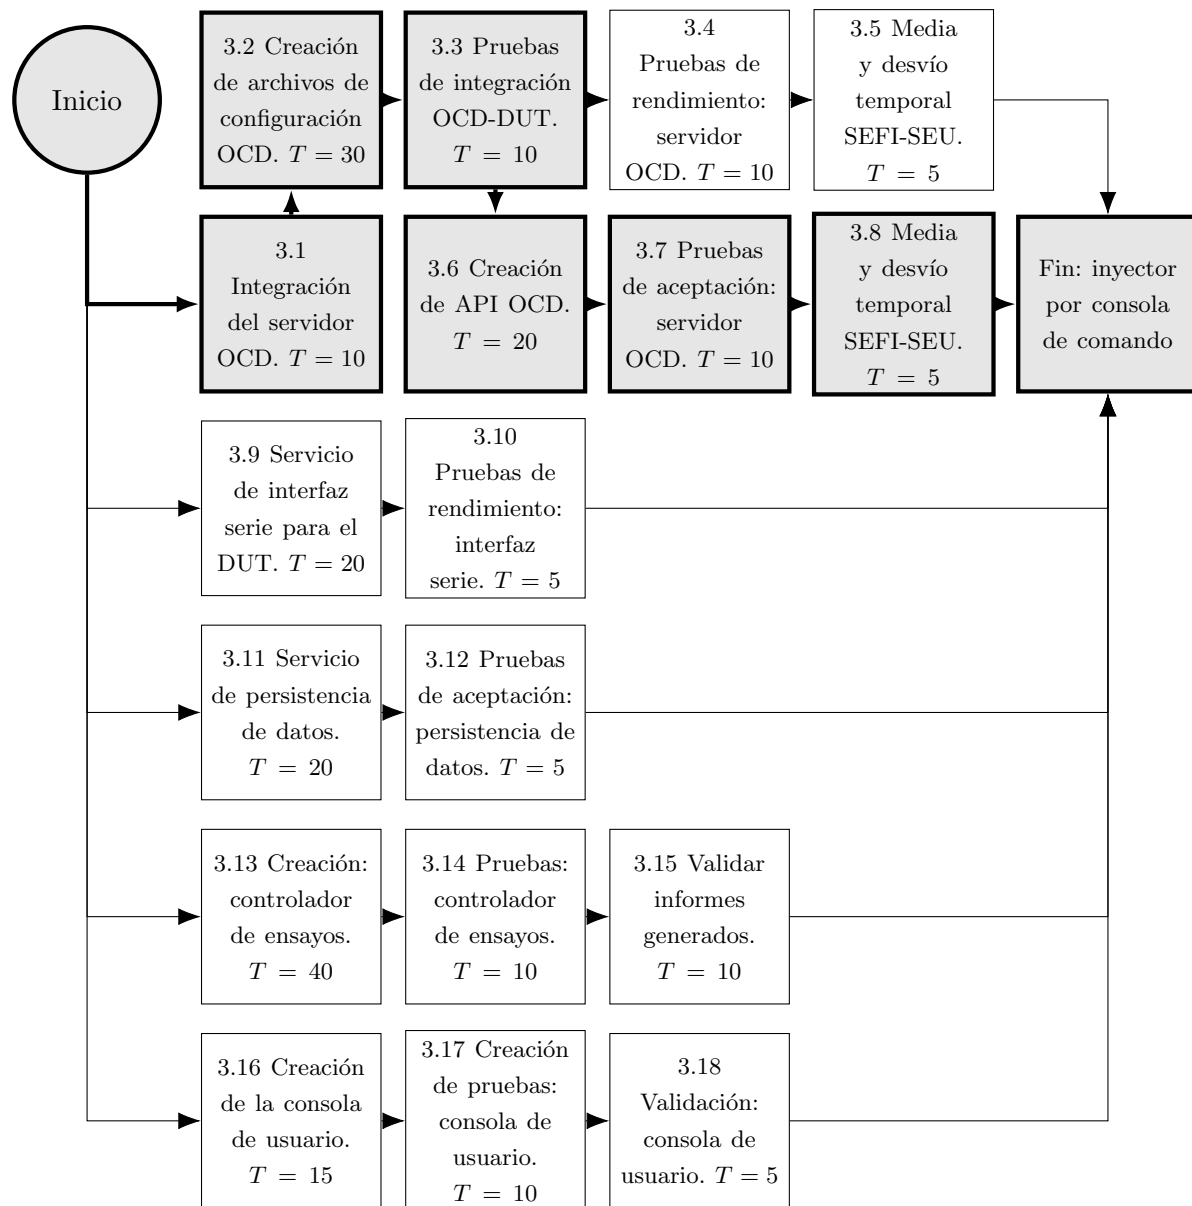 Inicio
3.2 Creación
de archivos de
configuración
OCD. T = 30
3.3 Pruebas
de integración
OCD-DUT.
T = 10
3.4
Pruebas de
rendimiento:
servidor
OCD. T = 10
3.5 Media
y desvío
temporal
SEFI-SEU.
T = 5
3.1
Integración
del servidor
OCD. T = 10
3.6 Creación
de API OCD.
T = 20
3.7 Pruebas
de aceptación:
servidor
OCD. T = 10
3.8 Media
y desvío
temporal
SEFI-SEU.
T = 5
Fin: inyector
por consola
de comando
3.9 Servicio
de interfaz
serie para el
DUT. T = 20
3.10
Pruebas de
rendimiento:
interfaz
serie. T = 5
3.11 Servicio
de persistencia
de datos.
T = 20
3.12 Pruebas
de aceptación:
persistencia de
datos. T = 5
3.13 Creación:
controlador
de ensayos.
T = 40
3.14 Pruebas:
controlador
de ensayos.
T = 10
3.15 Validar
informes
generados.
T = 10
3.16 Creación
de la consola
de usuario.
T = 15
3.17 Creación
de pruebas:
consola de
usuario.
T = 10
3.18
Validación:
consola de
usuario. T = 5